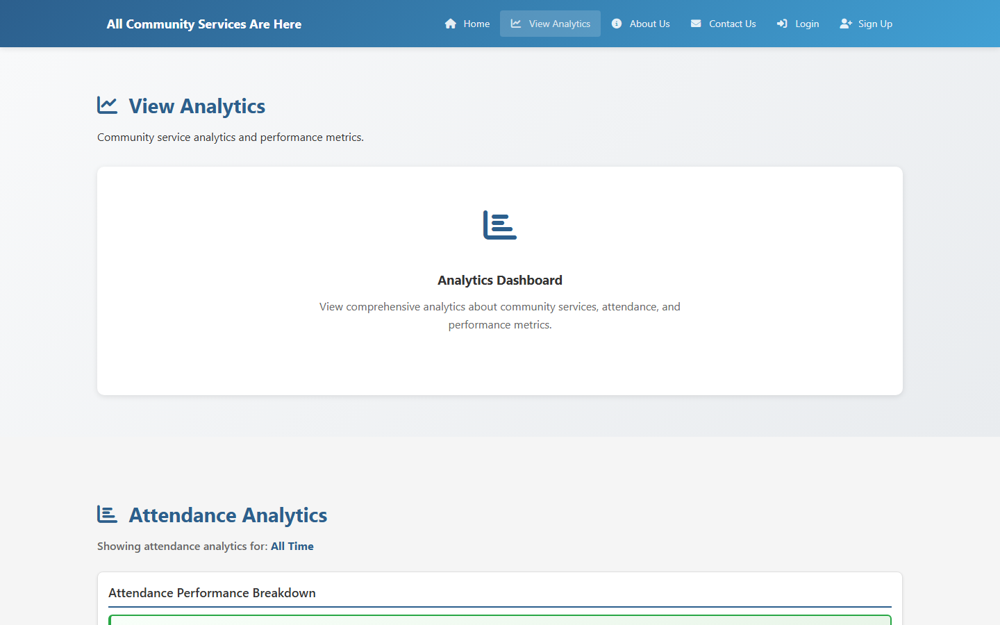 All Community Services Are Here
Home
View Analytics
About Us
Contact Us
Login
Sign Up
View Analytics
Community service analytics and performance metrics.
Analytics Dashboard
View comprehensive analytics about community services, attendance, and
performance metrics.
Attendance Analytics
Showing attendance analytics for: All Time
Attendance Performance Breakdown